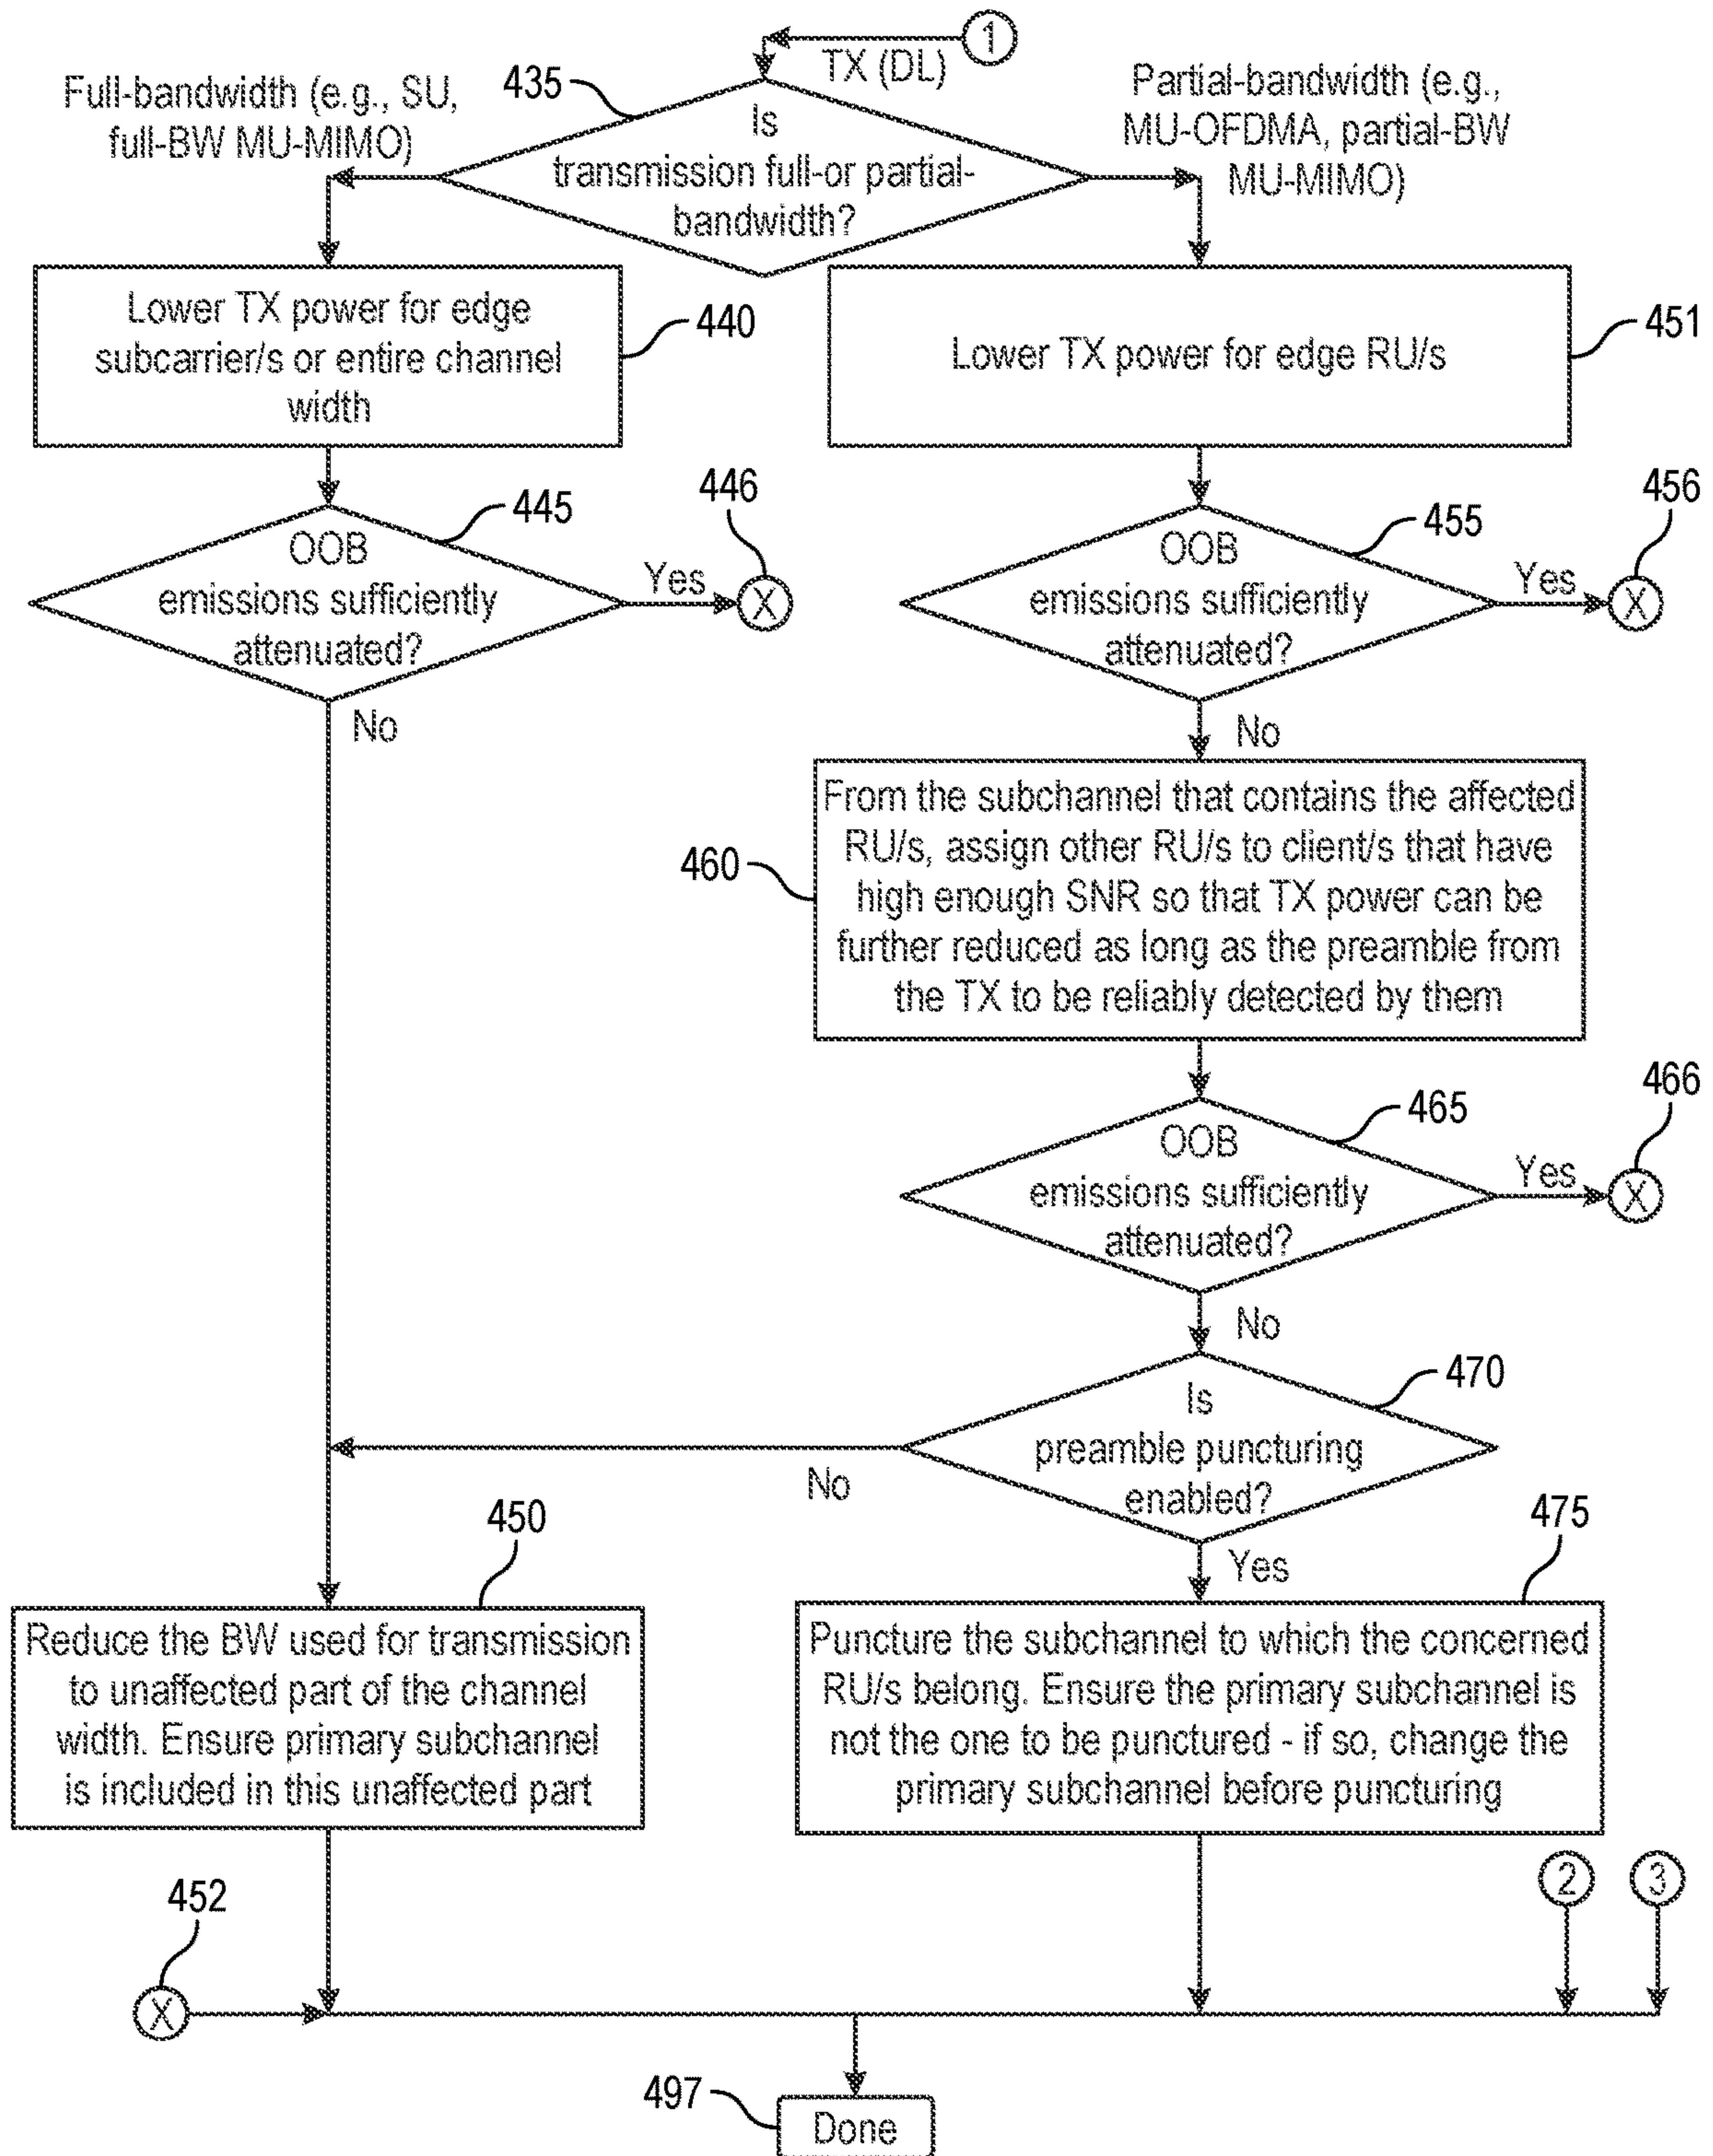 1
TX (DL)
Full-bandwidth (e.g., SU,
full-BW MU-MIMO)
435
Is
transmission full-or partial-
bandwidth?
Partial-bandwidth (e.g.,
MU-OFDMA, partial-BW
MU-MIMO)
Lower TX power for edge
subcarrier/s or entire channel
width
440
Lower TX power for edge RU/s
451
OOB
emissions sufficiently
attenuated?
445
Yes
446
X
No
OOB
emissions sufficiently
attenuated?
455
Yes
456
X
No
From the subchannel that contains the affected
RU/s, assign other RU/s to client/s that have
high enough SNR so that TX power can be
further reduced as long as the preamble from
the TX to be reliably detected by them
460
OOB
emissions sufficiently
attenuated?
465
Yes
466
X
No
Is
preamble puncturing
enabled?
470
No
Yes
450
Reduce the BW used for transmission
to unaffected part of the channel
width. Ensure primary subchannel
is included in this unaffected part
475
Puncture the subchannel to which the concerned
RU/s belong. Ensure the primary subchannel is
not the one to be punctured - if so, change the
primary subchannel before puncturing
2
3
452
X
497
Done